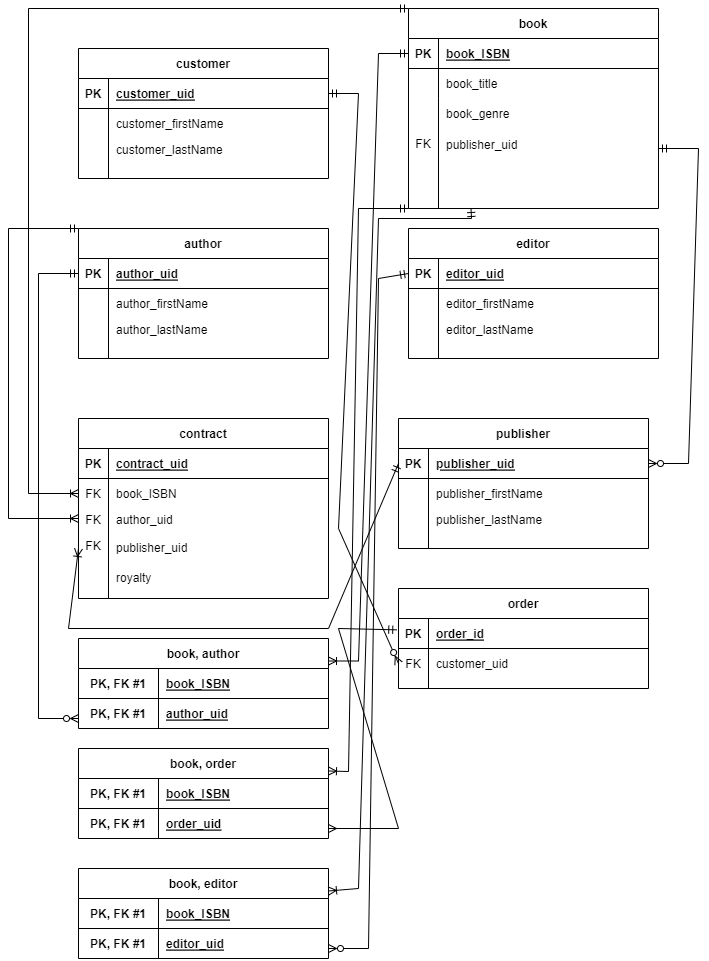 book
PK book_ISBN
book_title
book_genre
FK publisher_uid
customer
PK customer_uid
customer_firstName
customer_lastName
author
PK author_uid
author_firstName
author_lastName
editor
PK editor_uid
editor_firstName
editor_lastName
contract
PK contract_uid
FK book_ISBN
FK author_uid
FK publisher_uid
royalty
publisher
PK publisher_uid
publisher_firstName
publisher_lastName
order
PK order_id
FK customer_uid
book, author
PK, FK #1 book_ISBN
PK, FK #1 author_uid
book, order
PK, FK #1 book_ISBN
PK, FK #1 order_uid
book, editor
PK, FK #1 book_ISBN
PK, FK #1 editor_uid